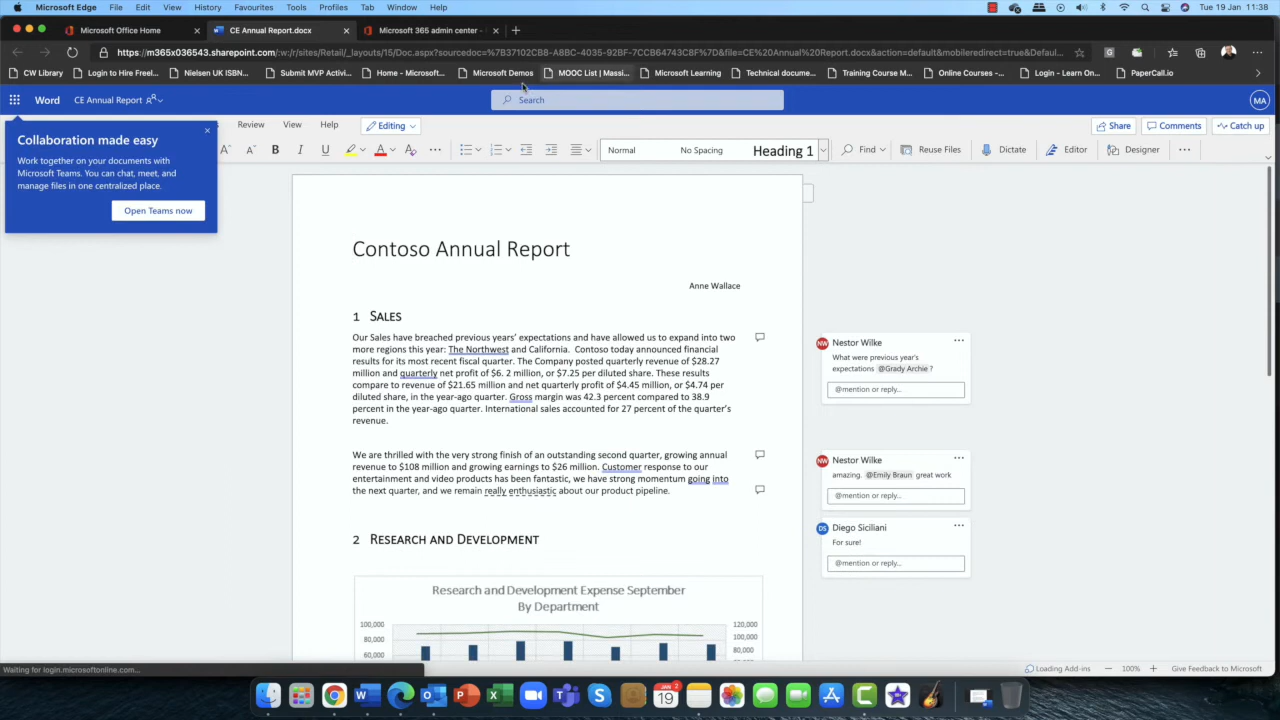 Edge File Edit View History Favourites Tools Profiles Tab Window Help Tue 19 Jan 11:38
Microsoft Office Home CE Annual Report.docx Microsoft 365 admin center -
https://m365x036543.sharepoint.com/:w:/r/sites/Retail/_layouts/15/Doc.aspx?sourcedoc=%7B37102CB8-A8BC-4035-92BF-7CCB64743C8F%7D&file=CE%20Annual%20Report.docx&action=default&mobileredirect=true&Defaul...
CW Library Login to Hire Freel... Nielsen UK ISBN... Submit MVP Activi... Home - Microsoft... Microsoft Demos MOOC List | Massi... Microsoft Learning Technical docume... Training Course M... Online Courses -... Login - Learn On... PaperCall.io
Word CE Annual Report Search MA
Review View Help Editing Share Comments Catch up
Normal No Spacing Heading 1 Find Reuse Files Dictate Editor Designer
Collaboration made easy
Work together on your documents with
Microsoft Teams. You can chat, meet, and
manage files in one centralized place.
Open Teams now
Contoso Annual Report
Anne Wallace
1 SALES
Our Sales have breached previous years’ expectations and have allowed us to expand into two
more regions this year: The Northwest and California. Contoso today announced financial
results for its most recent fiscal quarter. The Company posted quarterly revenue of $28.27
million and quarterly net profit of $6. 2 million, or $7.25 per diluted share. These results
compare to revenue of $21.65 million and net quarterly profit of $4.45 million, or $4.74 per
diluted share, in the year-ago quarter. Gross margin was 42.3 percent compared to 38.9
percent in the year-ago quarter. International sales accounted for 27 percent of the quarter’s
revenue.
We are thrilled with the very strong finish of an outstanding second quarter, growing annual
revenue to $108 million and growing earnings to $26 million. Customer response to our
entertainment and video products has been fantastic, we have strong momentum going into
the next quarter, and we remain really enthusiastic about our product pipeline.
Nestor Wilke
What were previous year's
expectations @Grady Archie ?
@mention or reply...
Nestor Wilke
amazing. @Emily Braun great work
@mention or reply...
Diego Siciliani
For sure!
@mention or reply...
2 RESEARCH AND DEVELOPMENT
Research and Development Expense September
By Department
100,000 120,000
80,000 100,000
60,000 80,000
Waiting for login.microsoftonline.com...
Loading Add-ins 100% Give Feedback to Microsoft